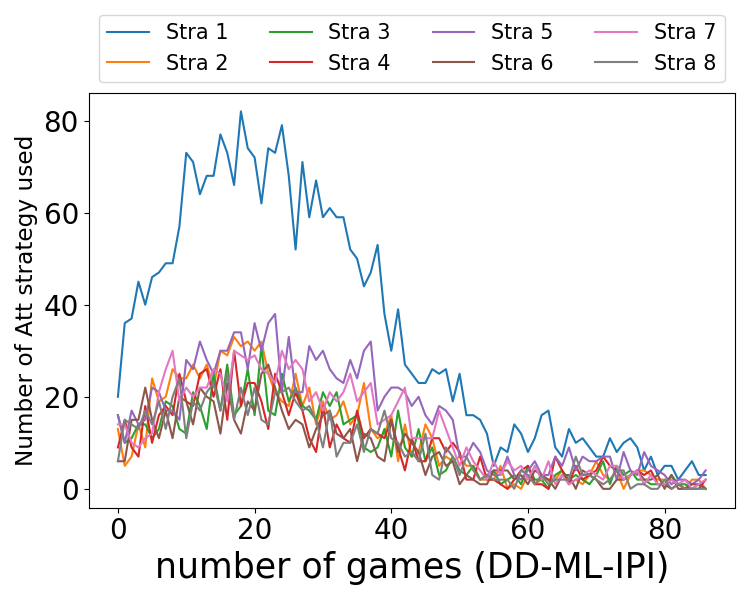 Stra 1 Stra 3 Stra 5 Stra 7
Stra 2 Stra 4 Stra 6 Stra 8
80
60
40
20
0
Number of Att strategy used
0 20 40 60 80
number of games (DD-ML-IPI)